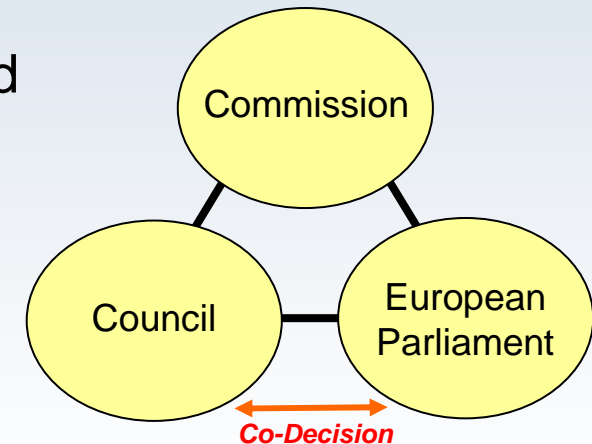 d
Commission
Council
European
Parliament
Co-Decision